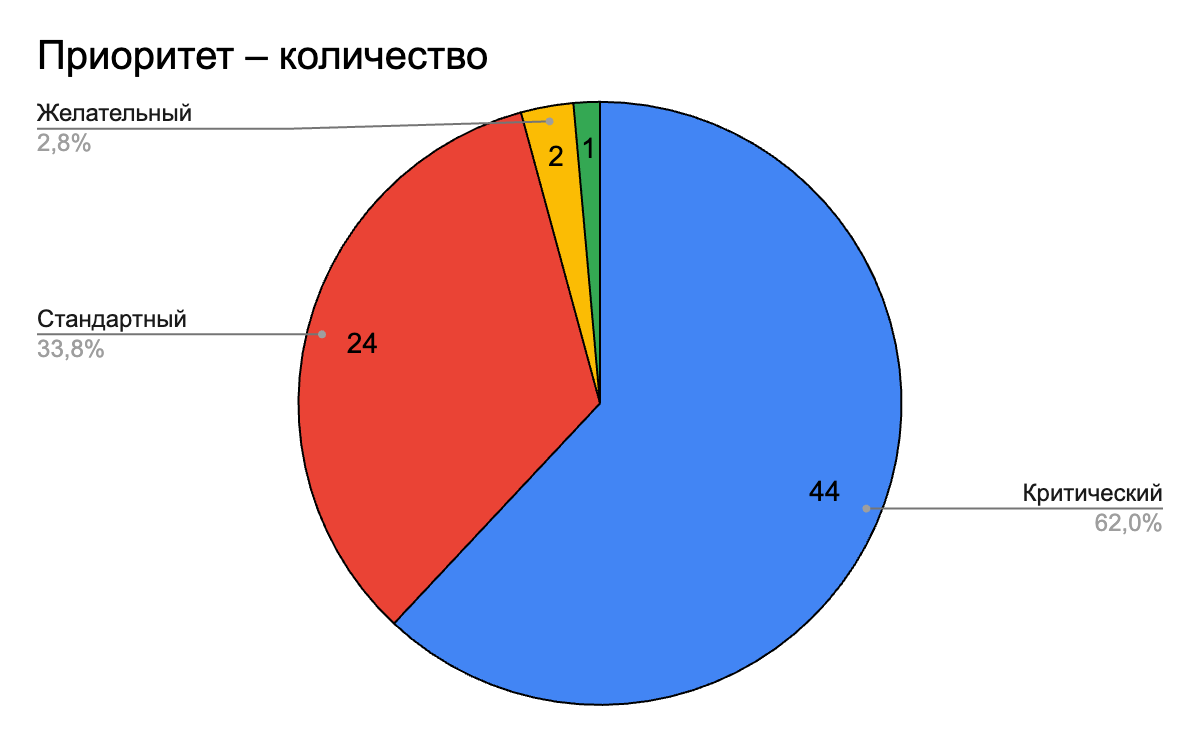 Приоритет – количество
Желательный
2,8%
2
1
Стандартный
33,8%
24
44
Критический
62,0%